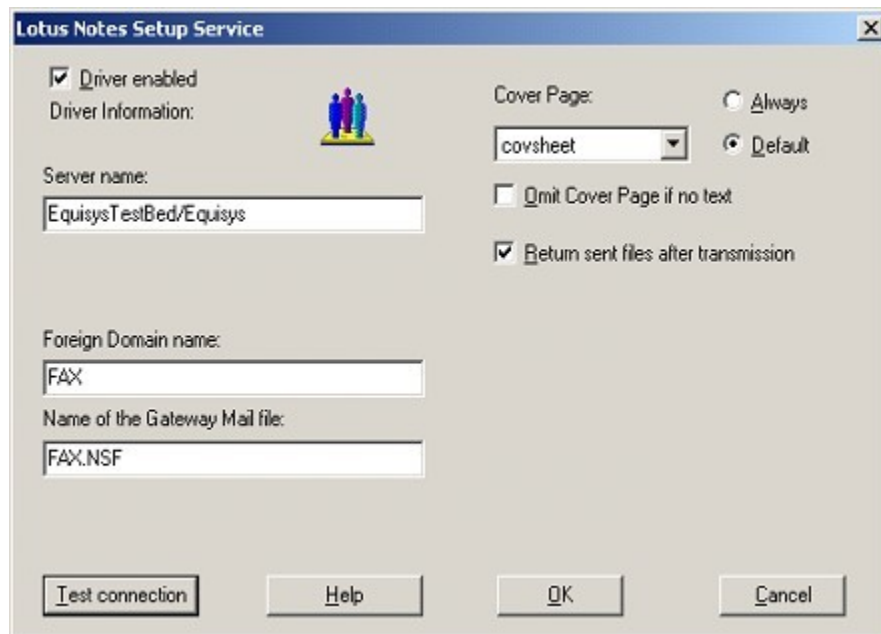 Lotus Notes Setup Service
Driver enabled
Driver Information:
Server name:
EquisysTestBed/Equisys
Foreign Domain name:
FAX
Name of the Gateway Mail file:
FAX.NSF
Cover Page:
Always
covsheet
Default
Omit Cover Page if no text
Return sent files after transmission
Test connection
Help
OK
Cancel